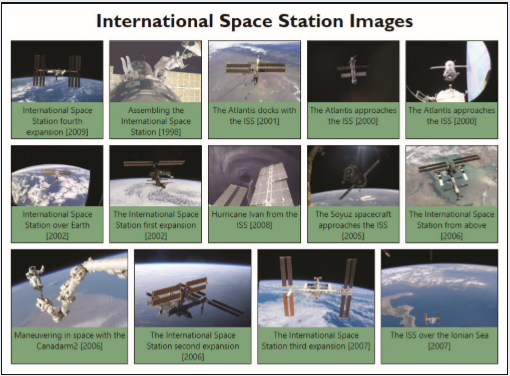 International Space Station Images
International Space
Station fourth
expansion [2009]
Assembling the
International Space
Station [1998]
The Atlantis docks with
the ISS [2001]
The Atlantis approaches
the ISS [2000]
The Atlantis approaches
the ISS [2000]
International Space
Station over Earth
[2002]
The International Space
Station first expansion
[2002]
Hurricane Ivan from the
ISS [2008]
The Soyuz spacecraft
approaches the ISS
[2005]
The International Space
Station from above
[2006]
Maneuvering in space with the
Canadarm2 [2006]
The International Space
Station second expansion
[2006]
The International Space
Station third expansion [2007]
The ISS over the Ionian Sea
[2007]